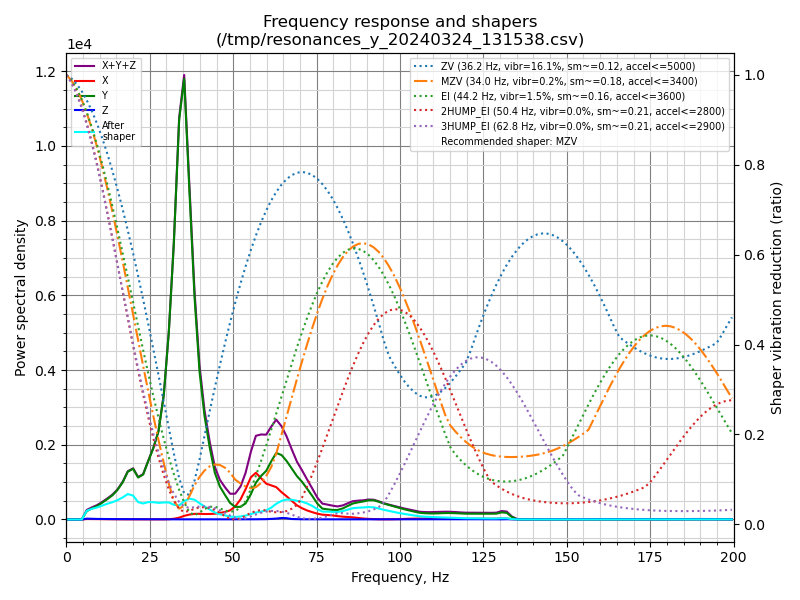 Frequency response and shapers
(/tmp/resonances_y_20240324_131538.csv)
1e4
X+Y+Z
X
Y
Z
After
shaper
ZV (36.2 Hz, vibr=16.1%, sm~=0.12, accel<=5000)
MZV (34.0 Hz, vibr=0.2%, sm~=0.18, accel<=3400)
EI (44.2 Hz, vibr=1.5%, sm~=0.16, accel<=3600)
2HUMP_EI (50.4 Hz, vibr=0.0%, sm~=0.21, accel<=2800)
3HUMP_EI (62.8 Hz, vibr=0.0%, sm~=0.21, accel<=2900)
Recommended shaper: MZV
Power spectral density
1.2
1.0
0.8
0.6
0.4
0.2
0.0
1.0
0.8
0.6
0.4
0.2
0.0
Shaper vibration reduction (ratio)
0 25 50 75 100 125 150 175 200
Frequency, Hz